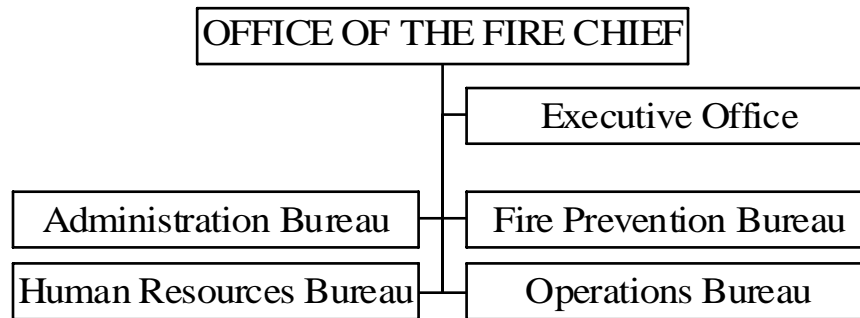 OFFICE OF THE FIRE CHIEF
Executive Office
Administration Bureau
Fire Prevention Bureau
Human Resources Bureau
Operations Bureau